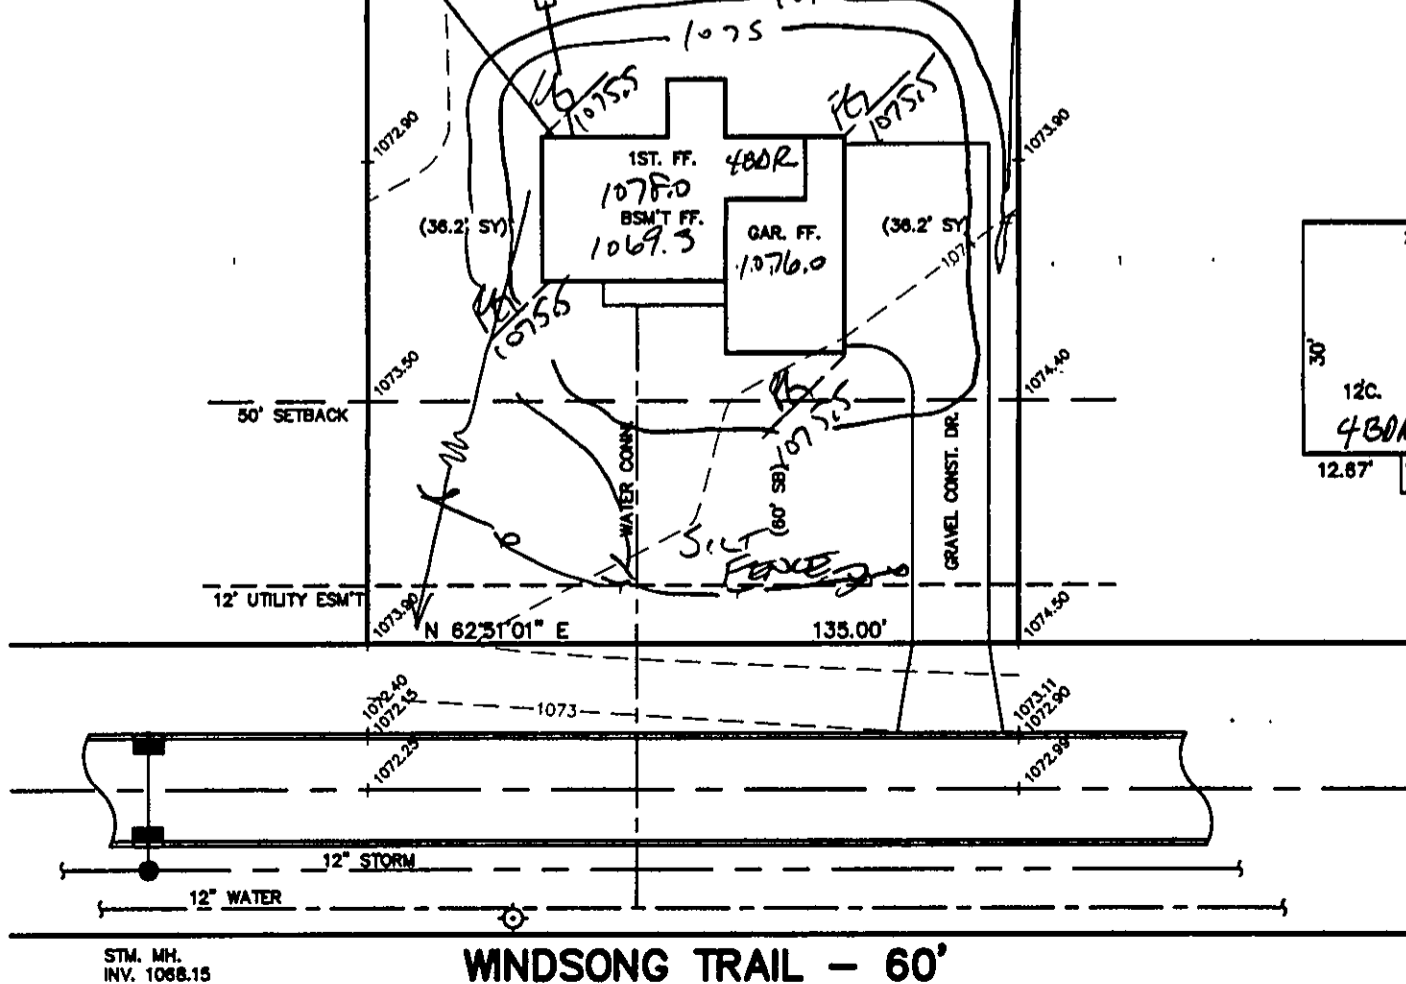 1075
1075.5
1075.5
1072.90
1073.90
1ST. FF.
4BDR
1078.0
BSM'T FF.
1069.3
(36.2' SY)
GAR. FF.
1076.0
(36.2' SY)
107
1075.5
30'
1073.50
1074.40
12'C.
50' SETBACK
1075.5
12.67'
WATER CONN.
(60' SB)
GRAVEL CONST. DR.
SILT
FENCE
12' UTILITY ESM'T
1073.90
1074.50
N 62°51'01" E
135.00'
1072.40
1072.15
1073
1073.11
1072.90
1072.25
1072.99
12" STORM
12" WATER
STM. MH.
INV. 1068.15
WINDSONG TRAIL - 60'